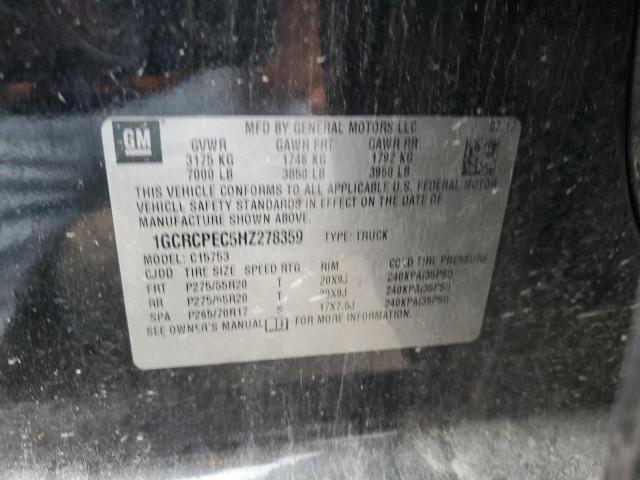 GM
MFD BY GENERAL MOTORS LLC 03/17
GVWR GAWR FRT GAWR RR
3175 KG 1746 KG 1792 KG
7000 LB 3850 LB 3950 LB
THIS VEHICLE CONFORMS TO ALL APPLICABLE U.S. FEDERAL MOTOR
VEHICLE SAFETY STANDARDS IN EFFECT ON THE DATE OF
MANUFACTURE SHOWN ABOVE.
1GCRCPEC5HZ278359 TYPE: TRUCK
MODEL: C15753
CJDD TIRE SIZE SPEED RTG RIM COLD TIRE PRESSURE
FRT P275/55R20 T 20X9J 240KPA(35PSI)
RR P275/55R20 T 20X9J 240KPA(35PSI)
SPA P265/70R17 S 17X7.5J 240KPA(35PSI)
SEE OWNER'S MANUAL FOR MORE INFORMATION.